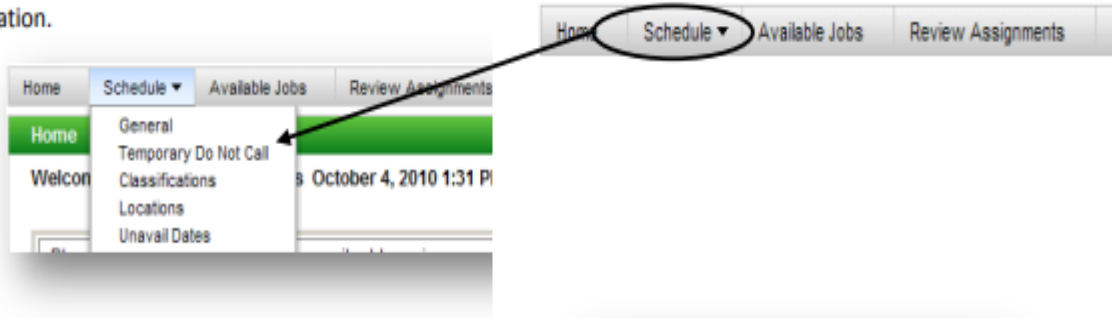 ation.
Home Schedule ▼ Available Jobs Review Assignments
Home Schedule ▼ Available Jobs Review Assignments
Home
General
Temporary Do Not Call
Welcon s October 4, 2010 1:31 P
Classifications
Locations
Unavail Dates